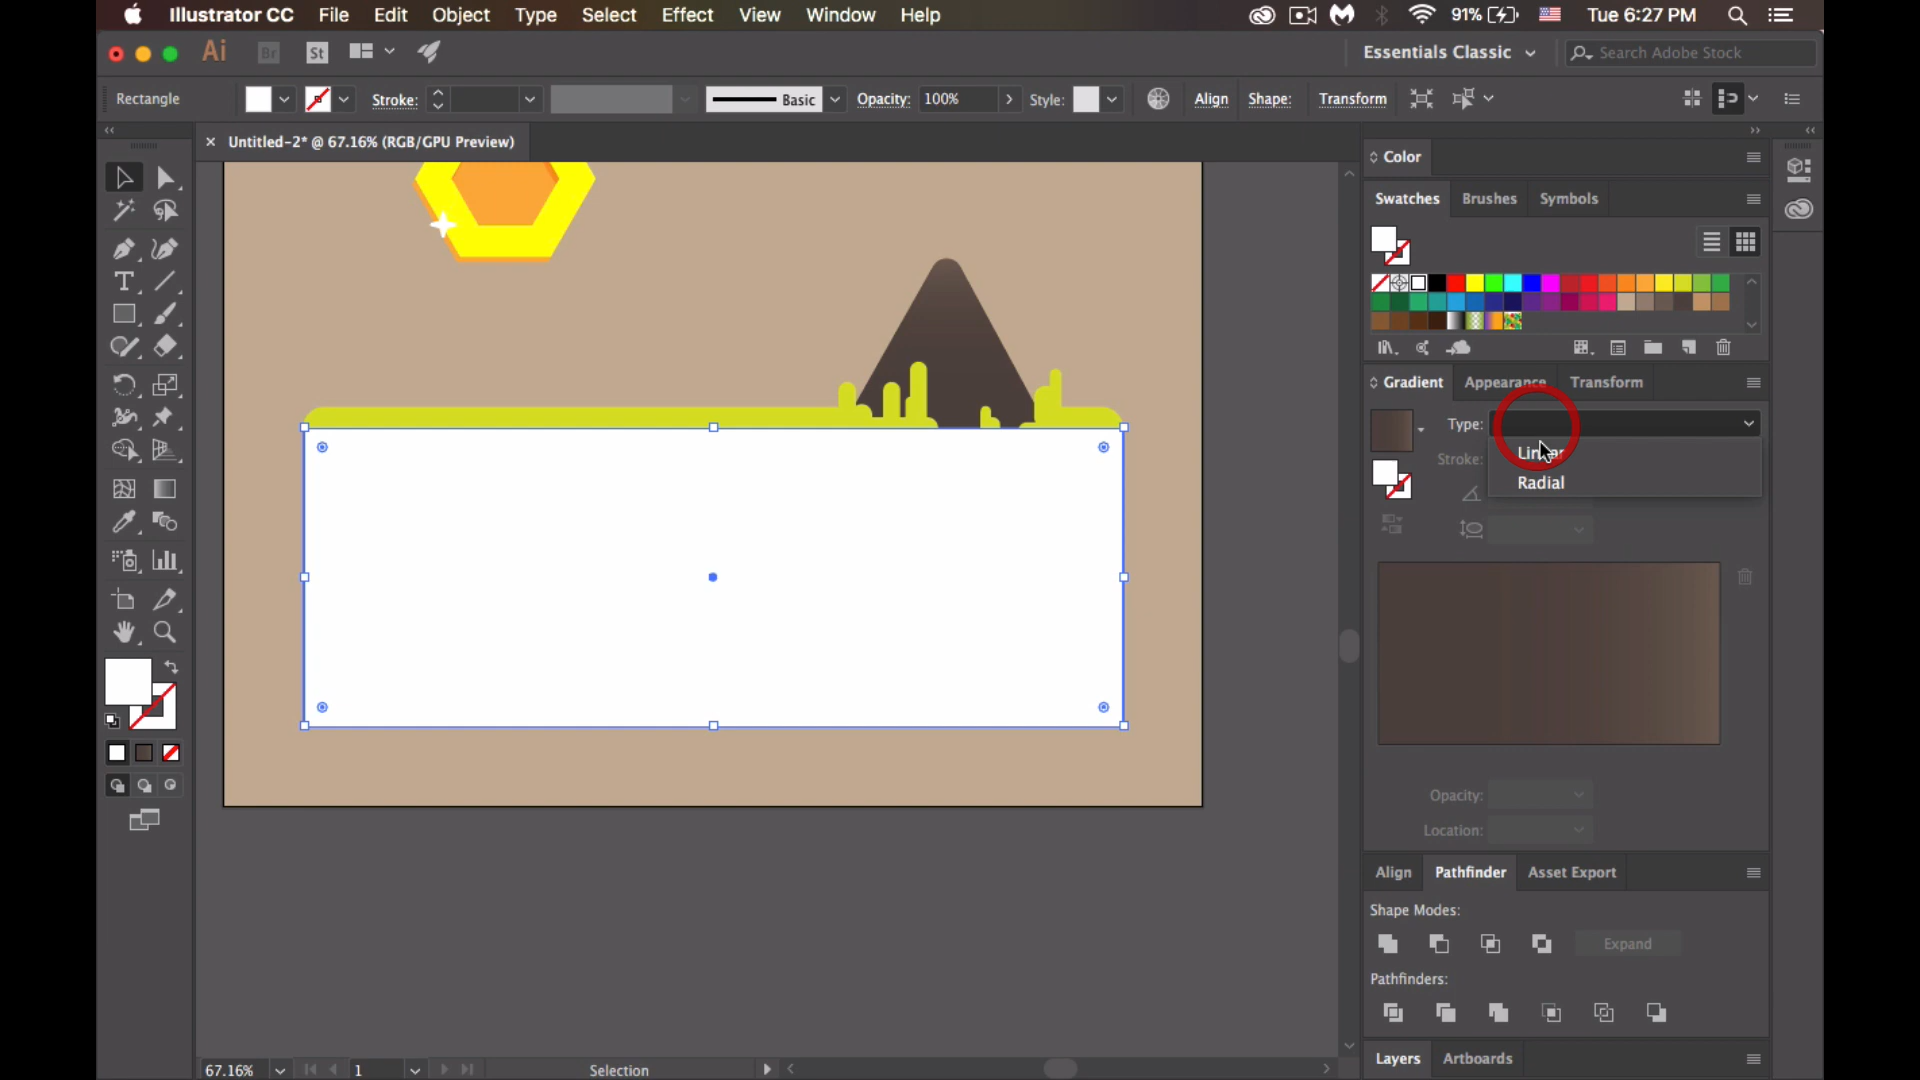 Illustrator CC File Edit Object Type Select Effect View Window Help 91% Tue 6:27 PM
Ai Br St Essentials Classic Search Adobe Stock
Rectangle Stroke: Basic Opacity: 100% Style: Align Shape: Transform
× Untitled-2* @ 67.16% (RGB/GPU Preview)
Color
Swatches Brushes Symbols
Gradient Appearance Transform
Type:
Linear
Stroke:
Radial
Opacity:
Location:
Align Pathfinder Asset Export
Shape Modes:
Expand
Pathfinders:
Layers Artboards
67.16% 1 Selection